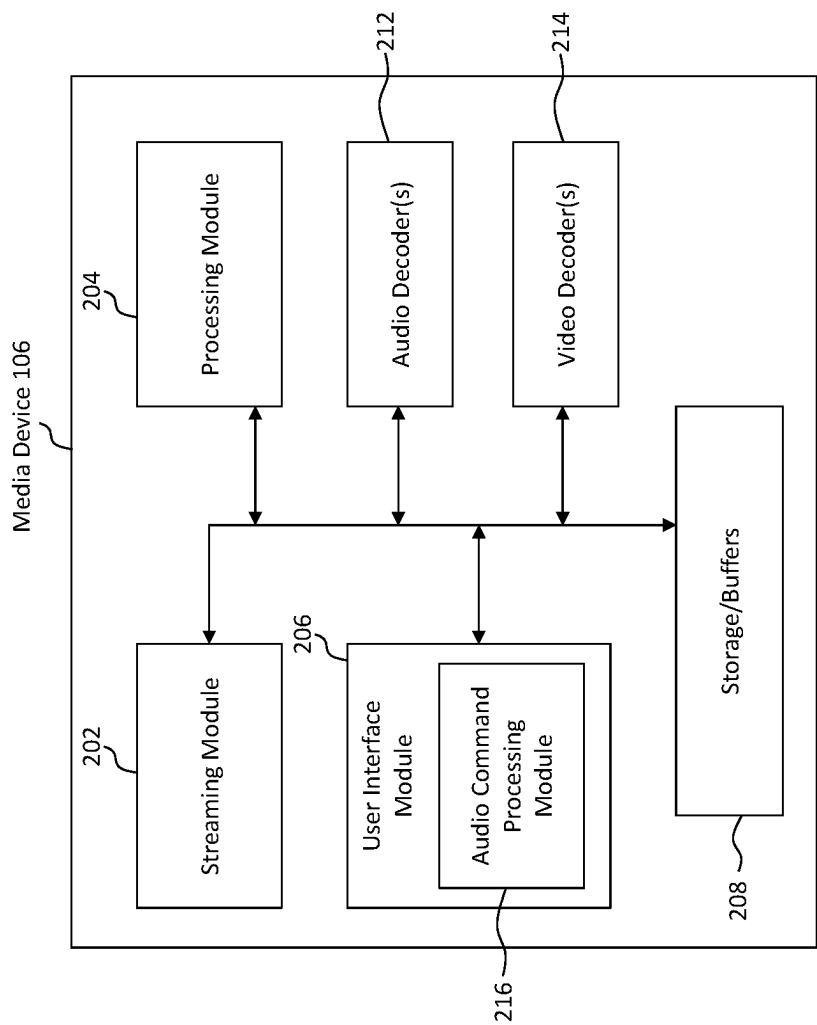 Media Device 106
202
Streaming Module
204
Processing Module
206
User Interface
Module
Audio Command
Processing
Module
216
212
Audio Decoder(s)
214
Video Decoder(s)
208
Storage/Buffers